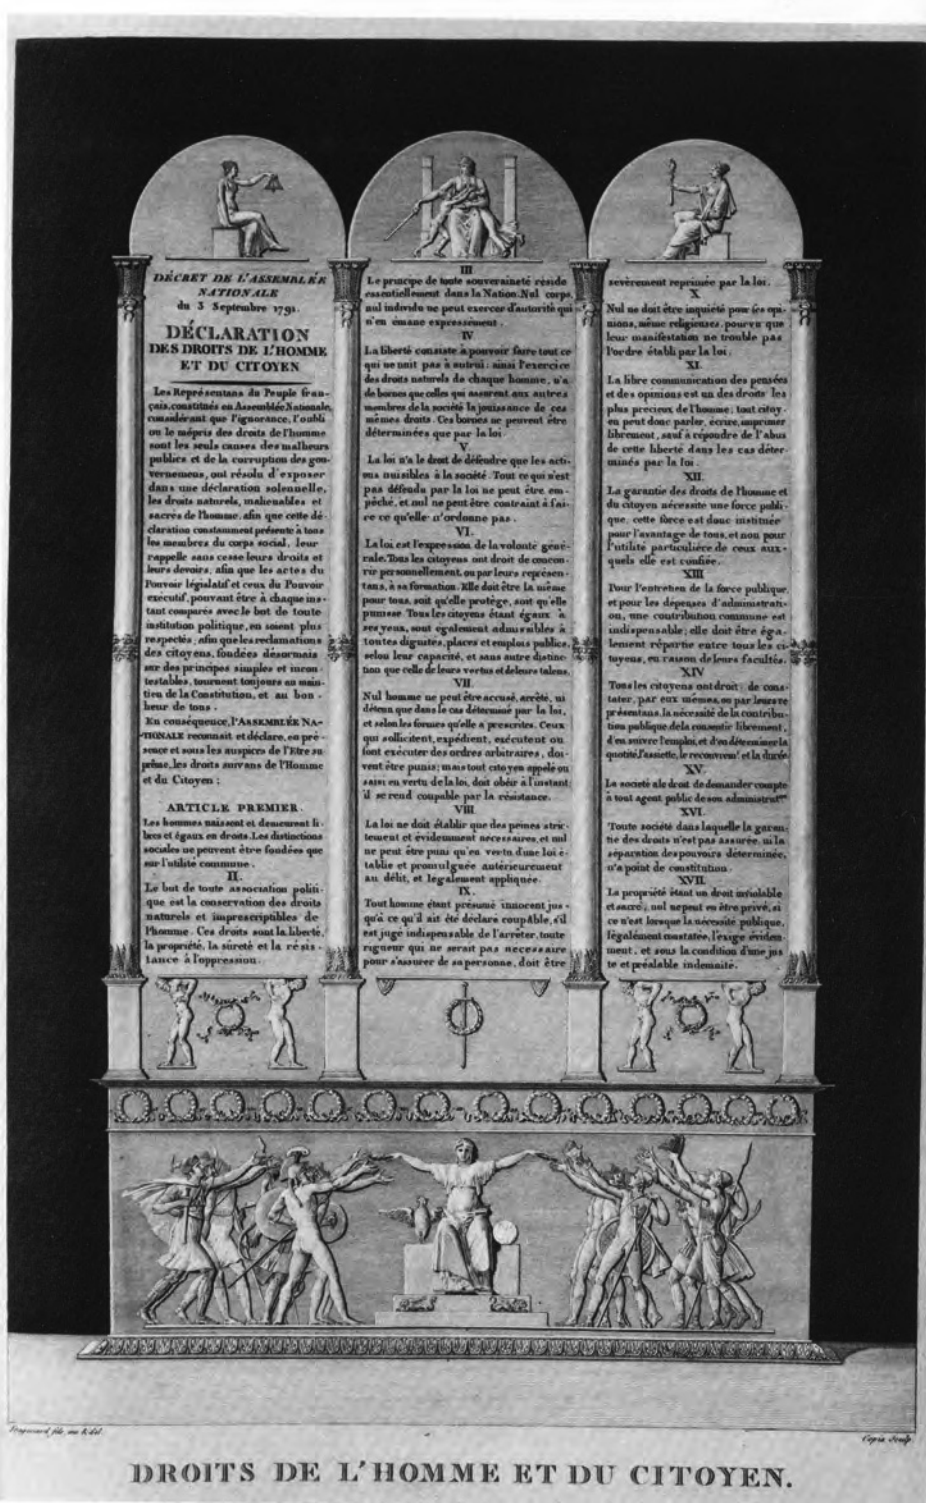 DÉCRET DE L'ASSEMBLÉE
NATIONALE
du 3 Septembre 1791.
DÉCLARATION
DES DROITS DE L'HOMME
ET DU CITOYEN
Les Représentans du Peuple fran-
çais, constitués en Assemblée Nationale,
considérant que l'ignorance, l'oubli
ou le mépris des droits de l'homme
sont les seuls causes des malheurs
publics et de la corruption des gou-
vernemens, ont résolu d'exposer
dans une déclaration solennelle,
les droits naturels, inalienables et
sacrés de l'homme, afin que cette dé-
claration constamment présente à tous
les membres du corps social, leur
rappelle sans cesse leurs droits et
leurs devoirs, afin que les actes du
Pouvoir législatif et ceux du Pouvoir
exécutif, pouvant être à chaque ins-
tant comparés avec le but de toute
institution politique, en soient plus
respectés; afin que les reclamations
des citoyens, fondées désormais
sur des principes simples et incon-
testables, tournent toujours au main-
tien de la Constitution, et au bon-
heur de tous.
En conséquence, l'ASSEMBLÉE NA-
TIONALE reconnait et déclare, en pré-
sence et sous les auspices de l'Etre su
prême, les droits suivans de l'Homme
et du Citoyen:
ARTICLE PREMIER.
Les hommes naissent et demeurent li-
bres et égaux en droits. Les distinctions
sociales ne peuvent être fondées que
sur l'utilité commune.
II.
Le but de toute association politi-
que est la conservation des droits
naturels et imprescriptibles de
l'homme. Ces droits sont la liberté,
la propriété, la sûreté et la résis-
tance à l'oppression.
III
Le principe de toute souveraineté réside
essentiellement dans la Nation. Nul corps,
nul individu ne peut exercer d'autorité qui
n'en émane expressément.
IV
La liberté consiste à pouvoir faire tout ce
qui ne nuit pas à autrui: ainsi l'exercice
des droits naturels de chaque homme, n'a
de bornes que celles qui assurent aux autres
membres de la société la jouissance de ces
mêmes droits. Ces bornes ne peuvent être
déterminées que par la loi.
V.
La loi n'a le droit de défendre que les acti-
ons nuisibles à la société. Tout ce qui n'est
pas défendu par la loi ne peut être em-
pêché, et nul ne peut être contraint à fai-
re ce qu'elle n'ordonne pas.
VI.
La loi est l'expression de la volonté géné-
rale. Tous les citoyens ont droit de concou-
rir personnellement, ou par leurs représen-
tans, à sa formation. Elle doit être la même
pour tous, soit qu'elle protège, soit qu'elle
punisse. Tous les citoyens étant égaux à
ses yeux, sont également admissibles à
toutes dignités, places et emplois publics,
selon leur capacité, et sans autre distinc-
tion que celle de leurs vertus et de leurs talens.
VII.
Nul homme ne peut être accusé, arrêté, ni
détenu que dans le cas déterminé par la loi,
et selon les formes qu'elle a prescrites. Ceux
qui sollicitent, expédient, exécutent ou
font exécuter des ordres arbitraires, doi-
vent être punis; mais tout citoyen appelé ou
saisi en vertu de la loi, doit obéir à l'instant
il se rend coupable par la résistance.
VIII.
La loi ne doit établir que des peines stric-
tement et évidemment necessaires, et nul
ne peut être puni qu'en vertu d'une loi é-
tablie et promulguée antérieurement
au délit, et légalement appliquée.
IX.
Tout homme étant présumé innocent jus-
qu'à ce qu'il ait été déclaré coupable, s'il
est jugé indispensable de l'arrêter, toute
rigueur qui ne serait pas necessaire
pour s'assurer de sa personne, doit être
sevèrement reprimée par la loi.
X.
Nul ne doit être inquiété pour ses opi-
nions, même religieuses, pourvu que
leur manifestation ne trouble pas
l'ordre établi par la loi.
XI.
La libre communication des pensées
et des opinions est un des droits les
plus precieux de l'homme; tout citoy-
en peut donc parler, écrire, imprimer
librement, sauf à répondre de l'abus
de cette liberté dans les cas déter-
minés par la loi.
XII.
La garantie des droits de l'homme et
du citoyen nécessite une force publi-
que, cette force est donc instituée
pour l'avantage de tous, et non pour
l'utilité particulière de ceux aux-
quels elle est confiée.
XIII
Pour l'entretien de la force publique,
et pour les dépenses d'administrati-
on, une contribution commune est
indispensable; elle doit être éga-
lement répartie entre tous les ci-
toyens, en raison de leurs facultés.
XIV
Tous les citoyens ont droit de cons-
tater, par eux mêmes, ou par leurs re
présentans, la nécessité de la contribu-
tion publique, de la consentir librement,
d'en suivre l'emploi, et d'en déterminer la
quotité, l'assiette, le recouvrem.t et la durée
XV.
La société a le droit de demander compte
à tout agent public de son administrat.on
XVI.
Toute société dans laquelle la garan-
tie des droits n'est pas assurée, ni la
séparation des pouvoirs déterminée,
n'a point de constitution.
XVII.
La propriété étant un droit inviolable
et sacré, nul ne peut en être privé, si
ce n'est lorsque la nécessité publique,
légalement constatée, l'exige évidem-
ment, et sous la condition d'une jus
te et préalable indemnité.
Fragonard fils, inv. & del.
Copia Sculp.
DROITS DE L'HOMME ET DU CITOYEN.